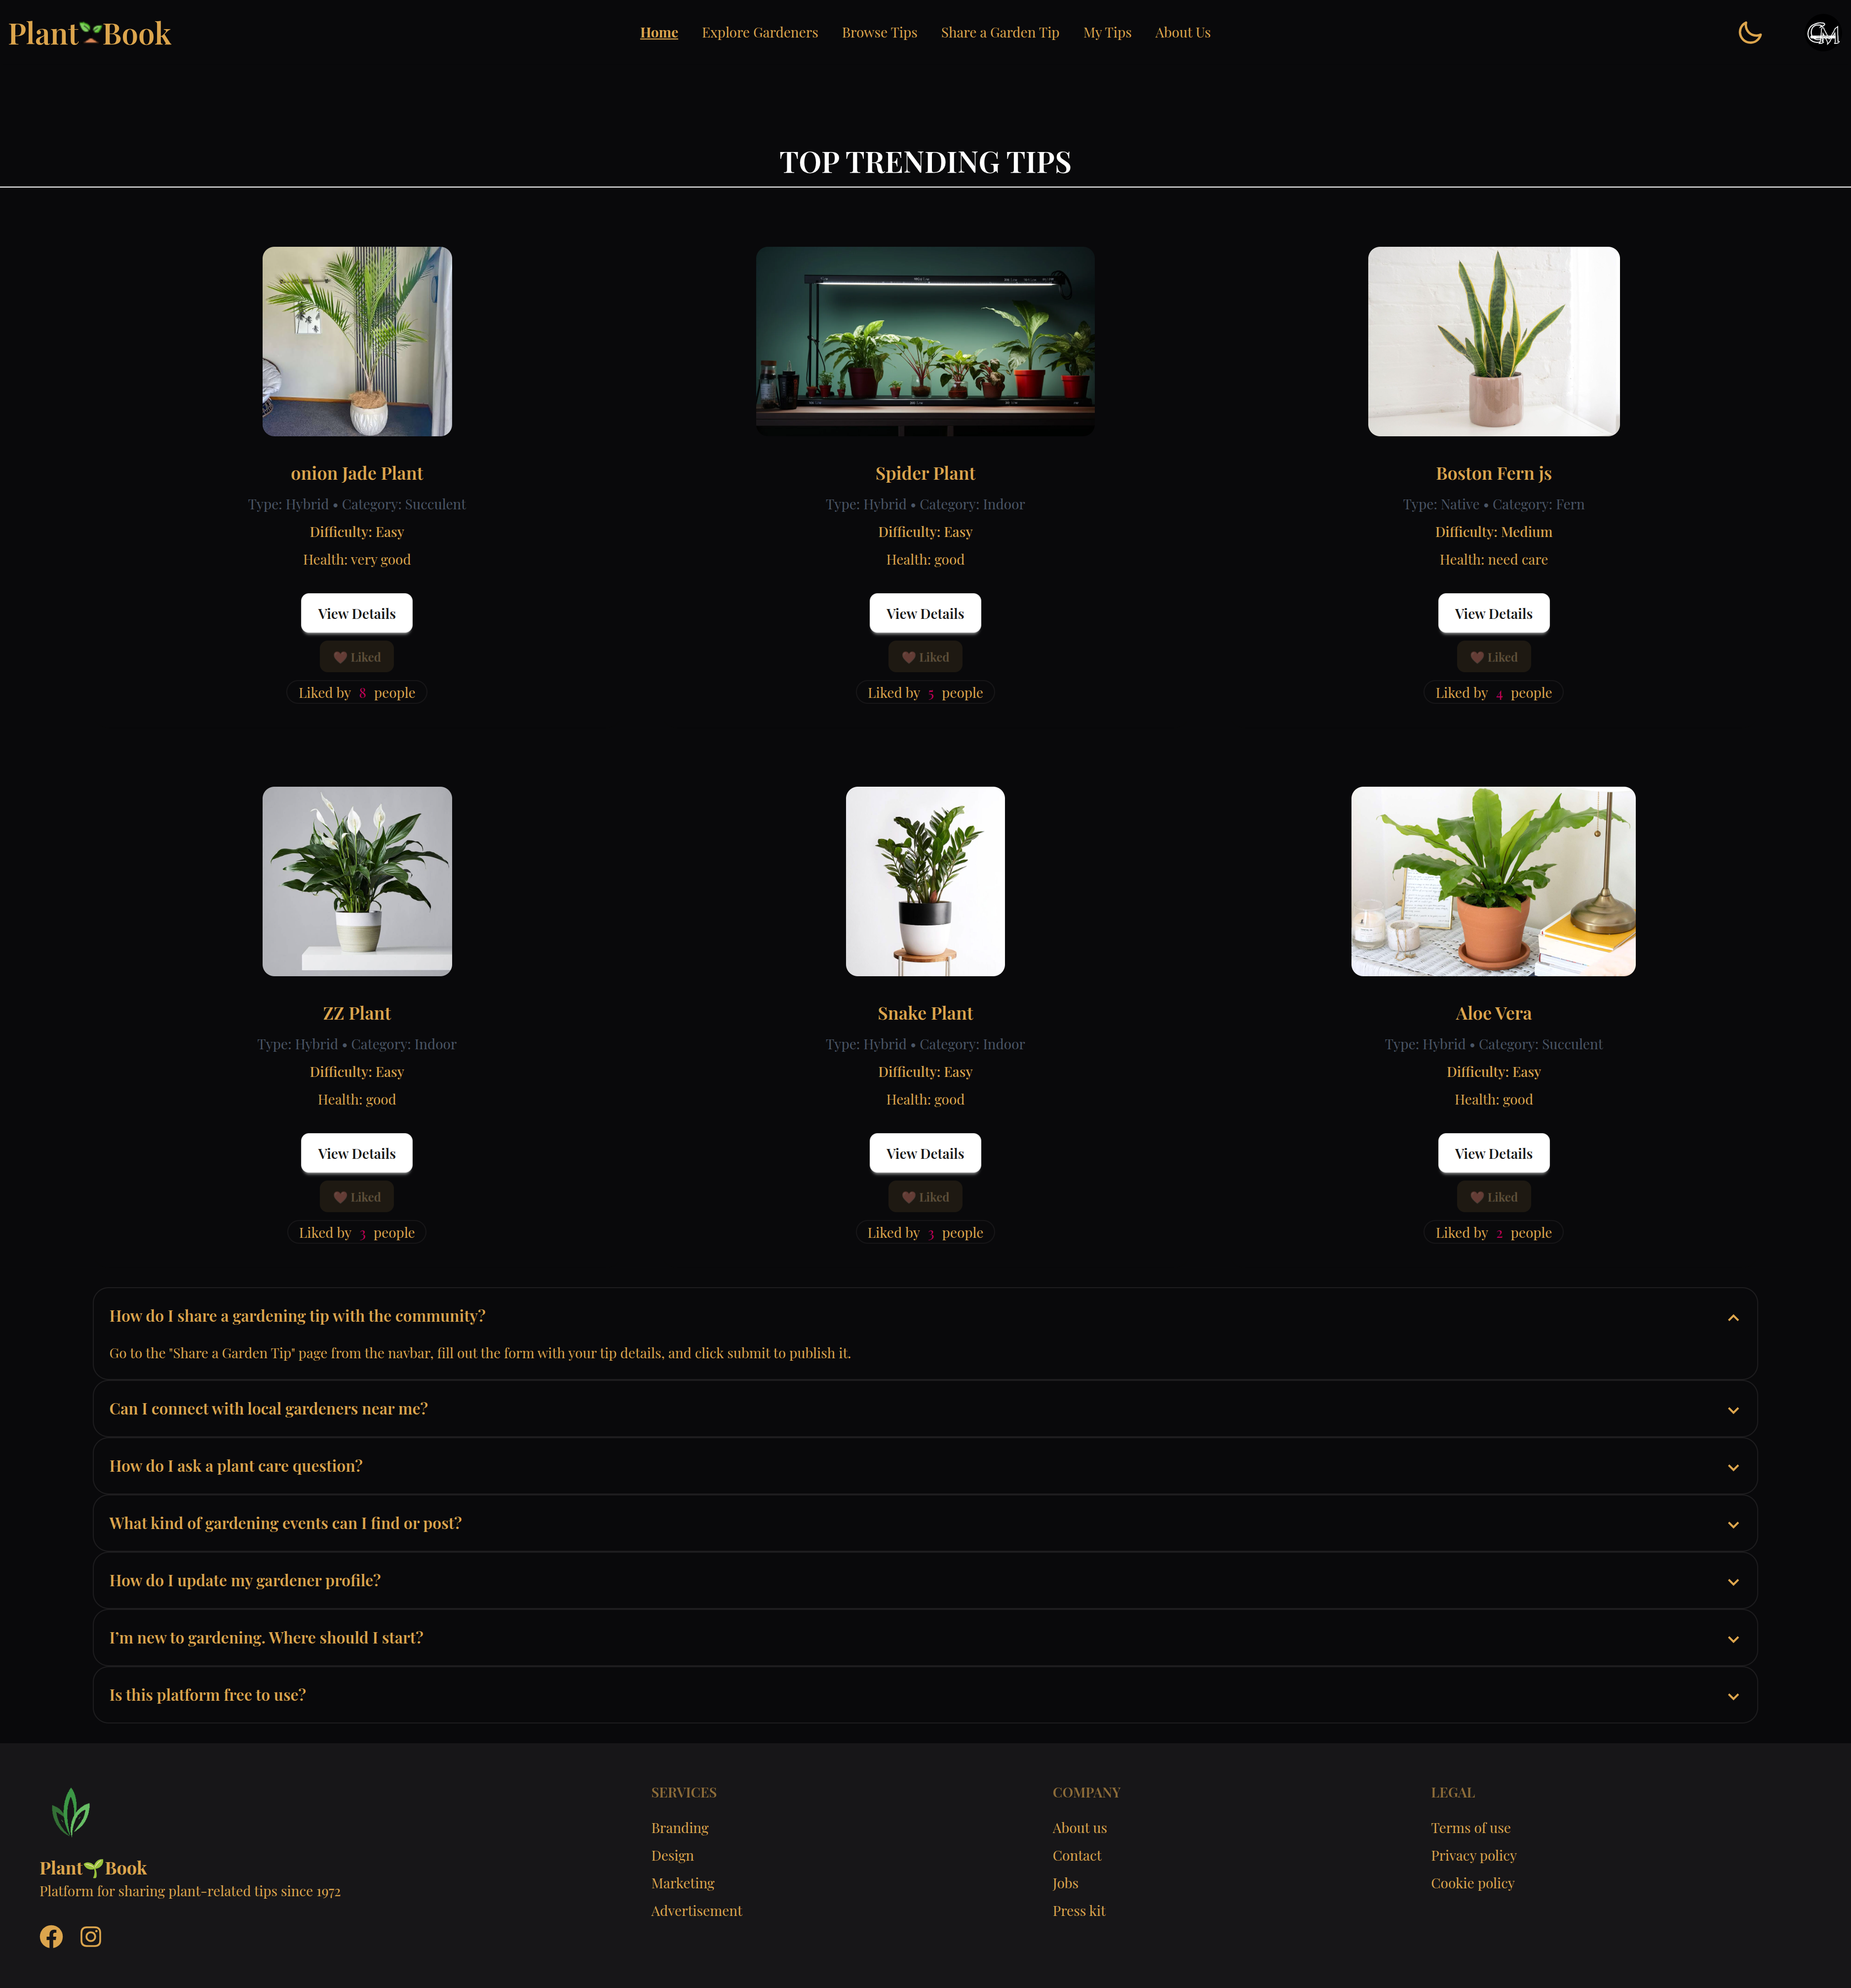 Plant Book
Home Explore Gardeners Browse Tips Share a Garden Tip My Tips About Us
GM
TOP TRENDING TIPS
onion Jade Plant
Type: Hybrid • Category: Succulent
Difficulty: Easy
Health: very good
View Details
❤ Liked
Liked by 8 people
Spider Plant
Type: Hybrid • Category: Indoor
Difficulty: Easy
Health: good
View Details
❤ Liked
Liked by 5 people
Boston Fern js
Type: Native • Category: Fern
Difficulty: Medium
Health: need care
View Details
❤ Liked
Liked by 4 people
ZZ Plant
Type: Hybrid • Category: Indoor
Difficulty: Easy
Health: good
View Details
❤ Liked
Liked by 3 people
Snake Plant
Type: Hybrid • Category: Indoor
Difficulty: Easy
Health: good
View Details
❤ Liked
Liked by 3 people
Aloe Vera
Type: Hybrid • Category: Succulent
Difficulty: Easy
Health: good
View Details
❤ Liked
Liked by 2 people
How do I share a gardening tip with the community?
Go to the "Share a Garden Tip" page from the navbar, fill out the form with your tip details, and click submit to publish it.
Can I connect with local gardeners near me?
How do I ask a plant care question?
What kind of gardening events can I find or post?
How do I update my gardener profile?
I’m new to gardening. Where should I start?
Is this platform free to use?
Plant🌱Book
Platform for sharing plant-related tips since 1972
SERVICES
Branding
Design
Marketing
Advertisement
COMPANY
About us
Contact
Jobs
Press kit
LEGAL
Terms of use
Privacy policy
Cookie policy